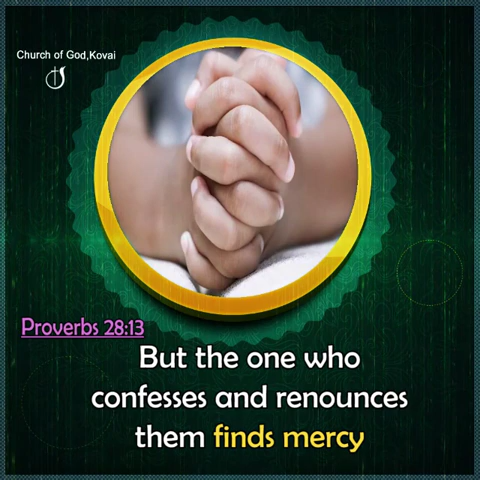 Church of God,Kovai
Proverbs 28:13
But the one who
confesses and renounces
them finds mercy